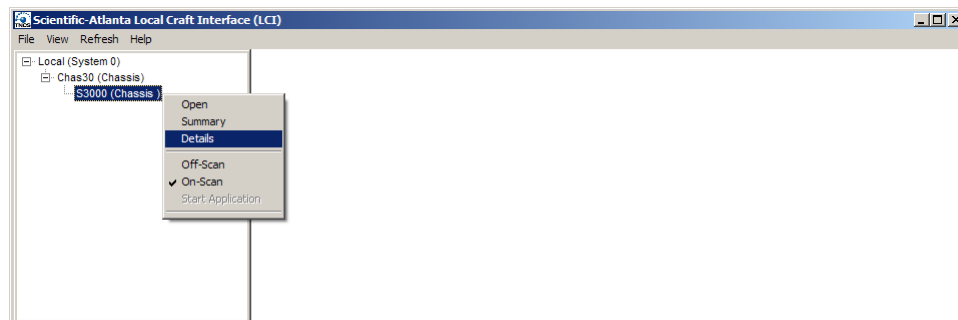 TNCS Scientific-Atlanta Local Craft Interface (LCI)
File View Refresh Help
Local (System 0)
Chas30 (Chassis)
S3000 (Chassis )
Open
Summary
Details
Off-Scan
On-Scan
Start Application